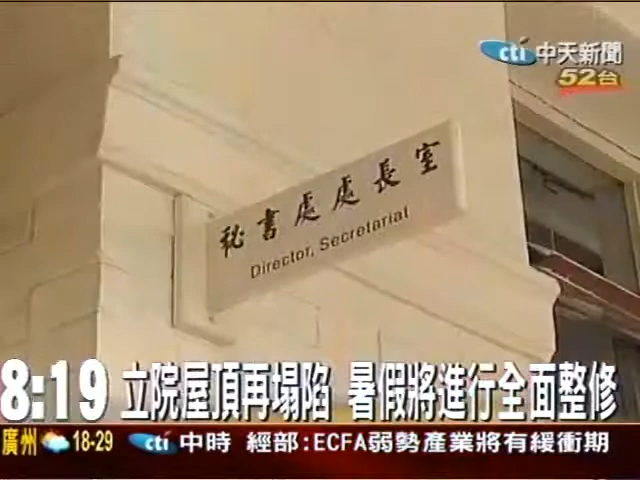 cti 中天新聞
52台
秘書處處長室
Director, Secretariat
8:19 立院屋頂再塌陷 暑假將進行全面整修
廣州 18-29 cti 中時 經部:ECFA弱勢產業將有緩衝期